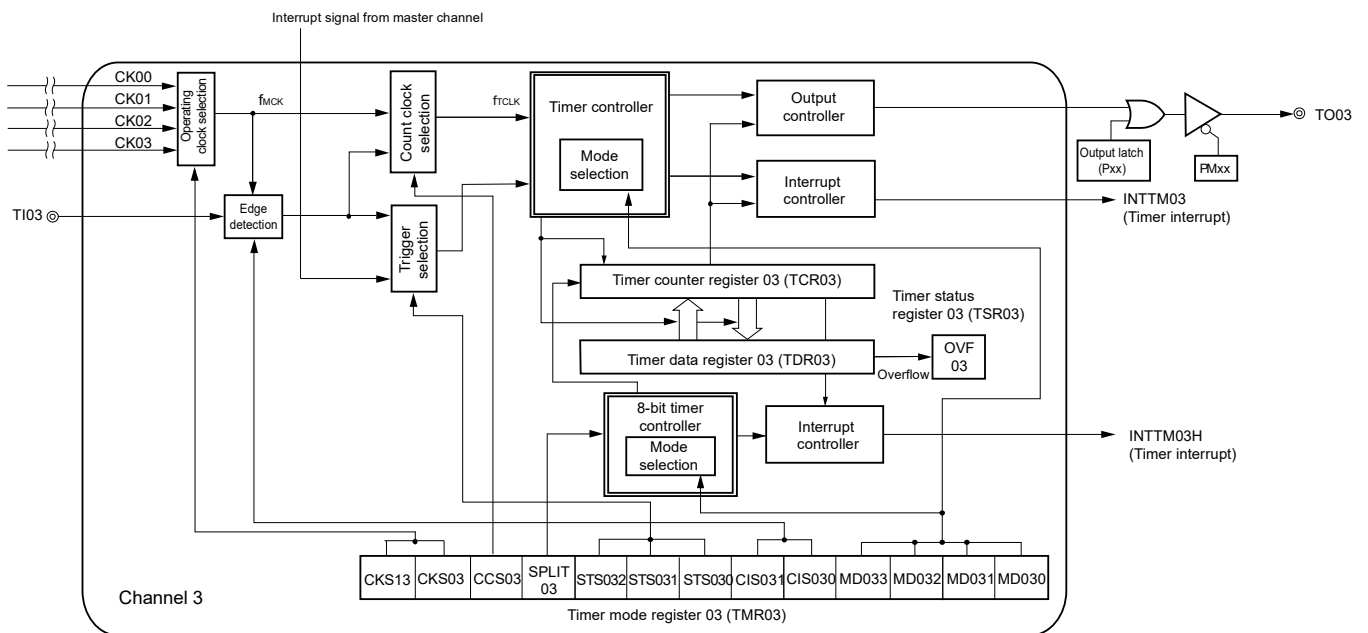 Interrupt signal from master channel
CK00
CK01
CK02
CK03
Operating
clock selection
fMCK
Count clock
selection
fTCLK
Timer controller
Mode
selection
Output
controller
Interrupt
controller
Output latch
(Pxx)
PMxx
TO03
INTTM03
(Timer interrupt)
TI03
Edge
detection
Trigger
selection
Timer counter register 03 (TCR03)
Timer status
register 03 (TSR03)
Timer data register 03 (TDR03)
Overflow
OVF
03
8-bit timer
controller
Mode
selection
Interrupt
controller
INTTM03H
(Timer interrupt)
CKS13
CKS03
CCS03
SPLIT
03
STS032
STS031
STS030
CIS031
CIS030
MD033
MD032
MD031
MD030
Channel 3
Timer mode register 03 (TMR03)